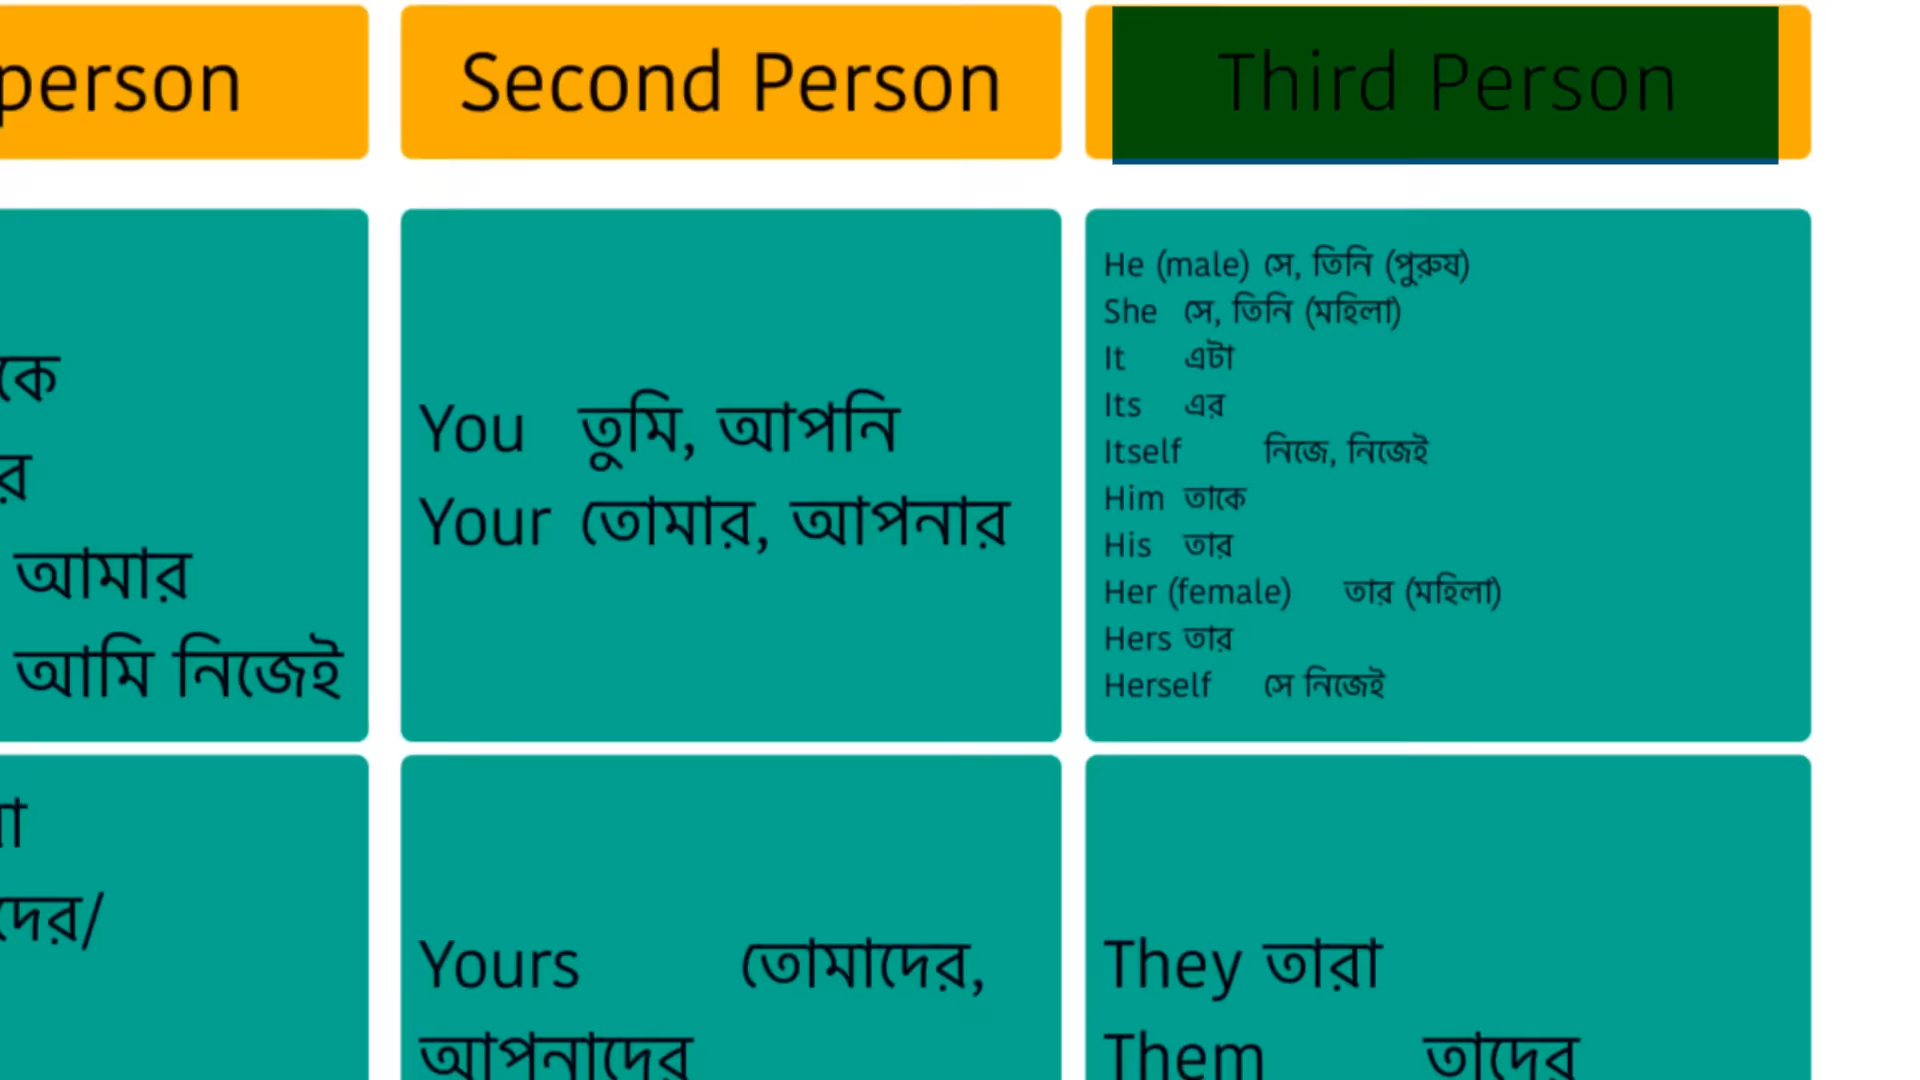 person
Second Person
Third Person
কে
র
আমার
আমি নিজেই
You তুমি, আপনি
Your তোমার, আপনার
He (male) সে, তিনি (পুরুষ)
She সে, তিনি (মহিলা)
It এটা
Its এর
Itself নিজে, নিজেই
Him তাকে
His তার
Her (female) তার (মহিলা)
Hers তার
Herself সে নিজেই
রা
দের/
Yours তোমাদের,
আপনাদের
They তারা
Them তাদের